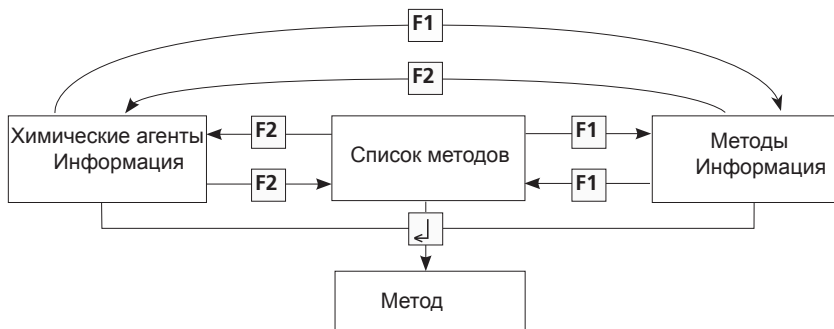 F1
F2
Химические агенты
Информация
F2
F2
Список методов
F1
F1
Методы
Информация
Метод